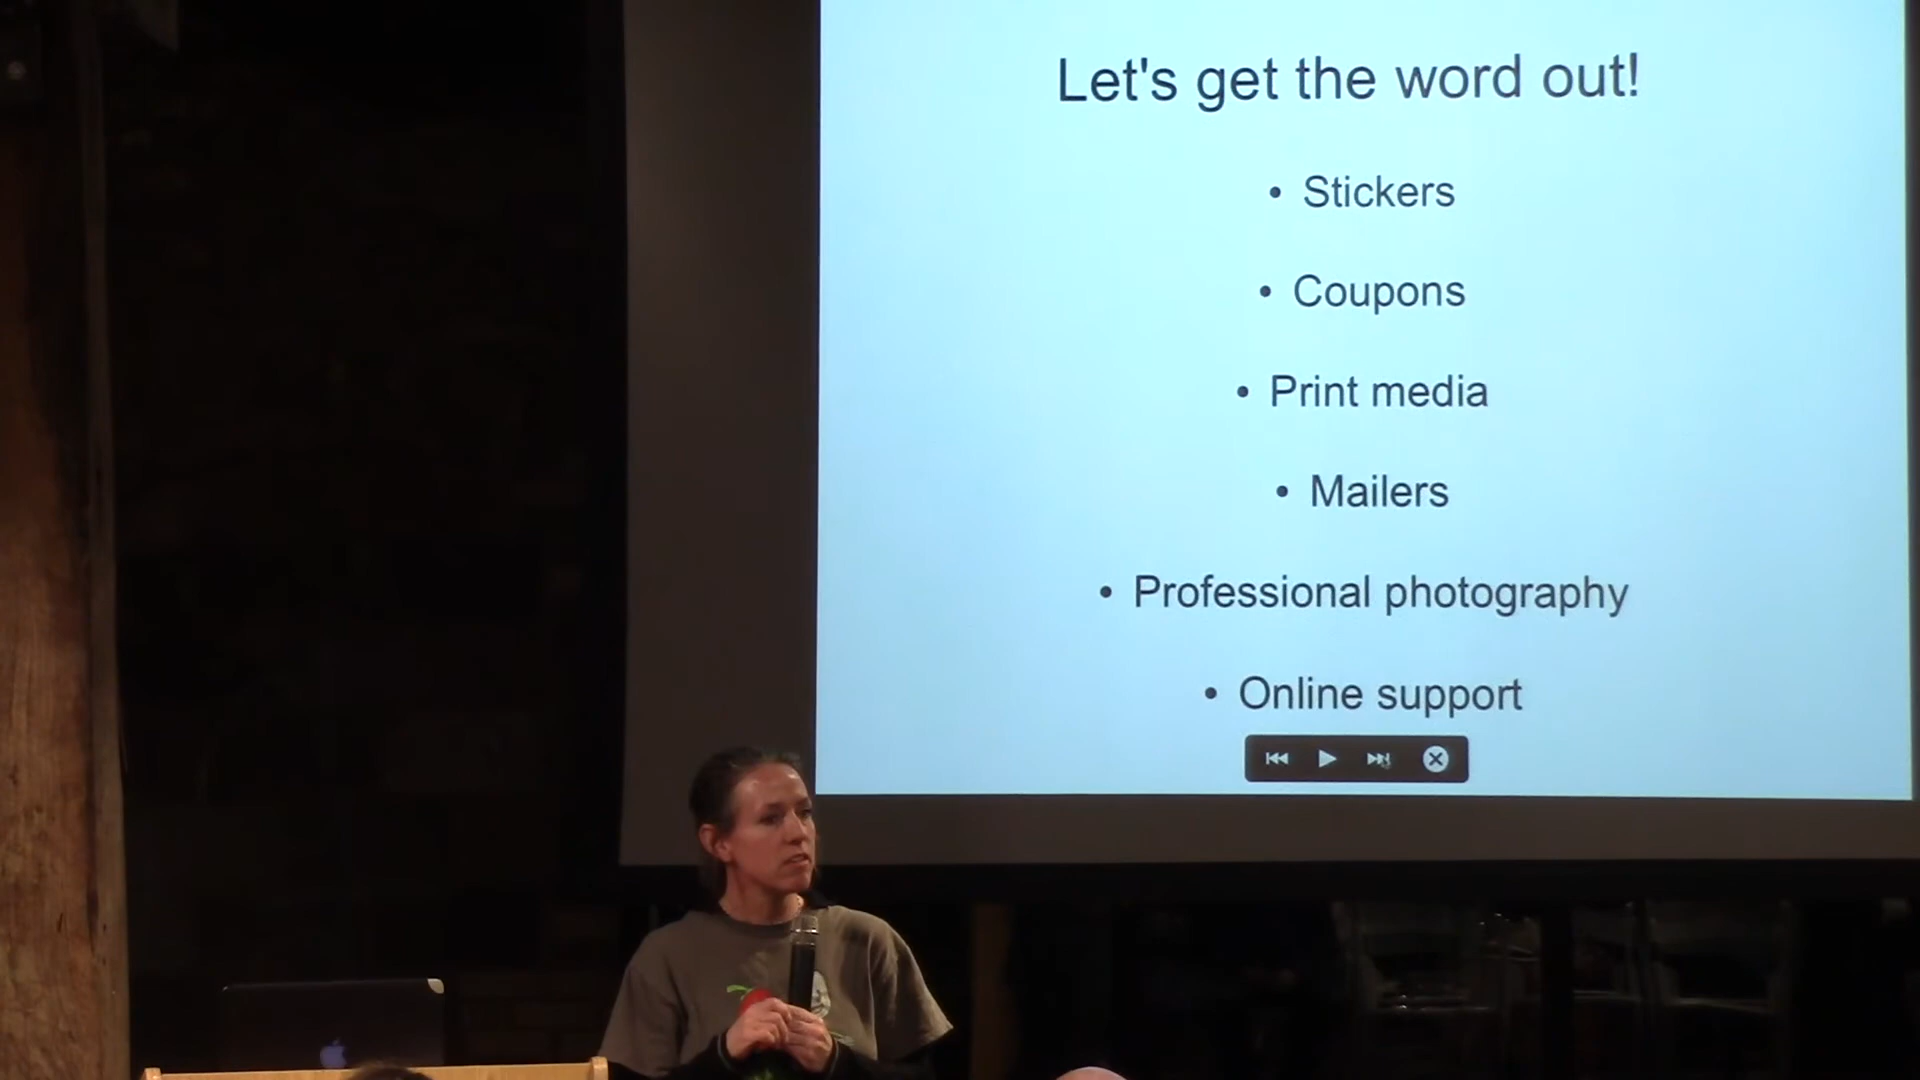 Let's get the word out!
• Stickers
• Coupons
• Print media
• Mailers
• Professional photography
• Online support